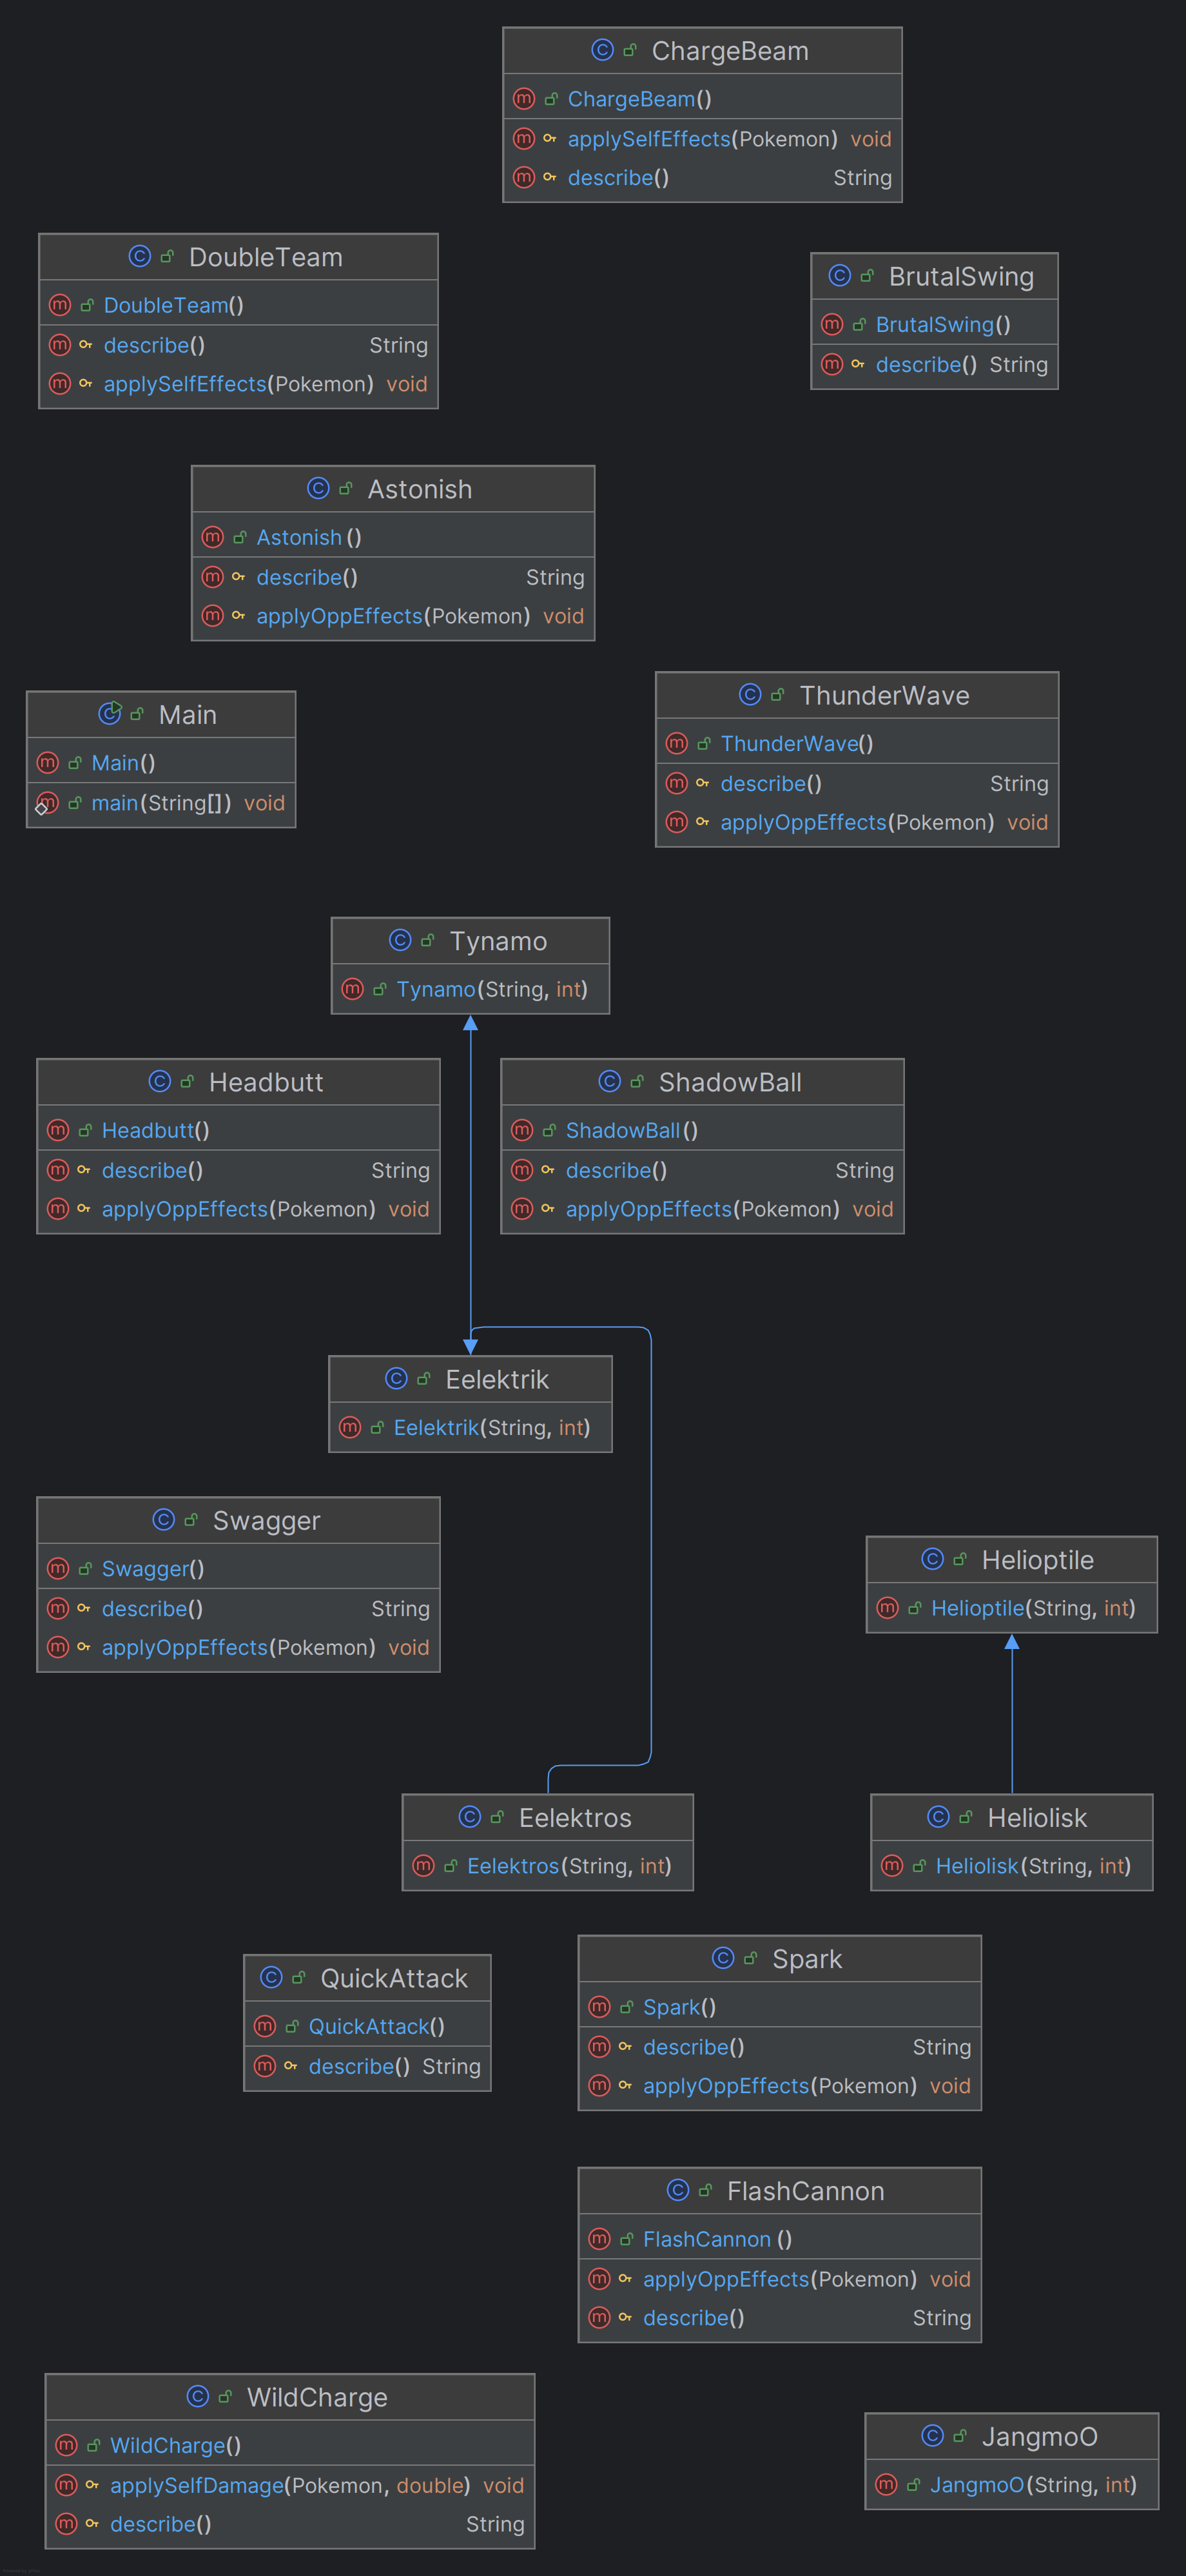 ChargeBeam
ChargeBeam()
applySelfEffects(Pokemon) void
describe() String
DoubleTeam
DoubleTeam()
describe() String
applySelfEffects(Pokemon) void
BrutalSwing
BrutalSwing()
describe() String
Astonish
Astonish()
describe() String
applyOppEffects(Pokemon) void
Main
Main()
main(String[]) void
ThunderWave
ThunderWave()
describe() String
applyOppEffects(Pokemon) void
Tynamo
Tynamo(String, int)
Headbutt
Headbutt()
describe() String
applyOppEffects(Pokemon) void
ShadowBall
ShadowBall()
describe() String
applyOppEffects(Pokemon) void
Eelektrik
Eelektrik(String, int)
Swagger
Swagger()
describe() String
applyOppEffects(Pokemon) void
Helioptile
Helioptile(String, int)
Eelektros
Eelektros(String, int)
Heliolisk
Heliolisk(String, int)
QuickAttack
QuickAttack()
describe() String
Spark
Spark()
describe() String
applyOppEffects(Pokemon) void
FlashCannon
FlashCannon()
applyOppEffects(Pokemon) void
describe() String
WildCharge
WildCharge()
applySelfDamage(Pokemon, double) void
describe() String
JangmoO
JangmoO(String, int)